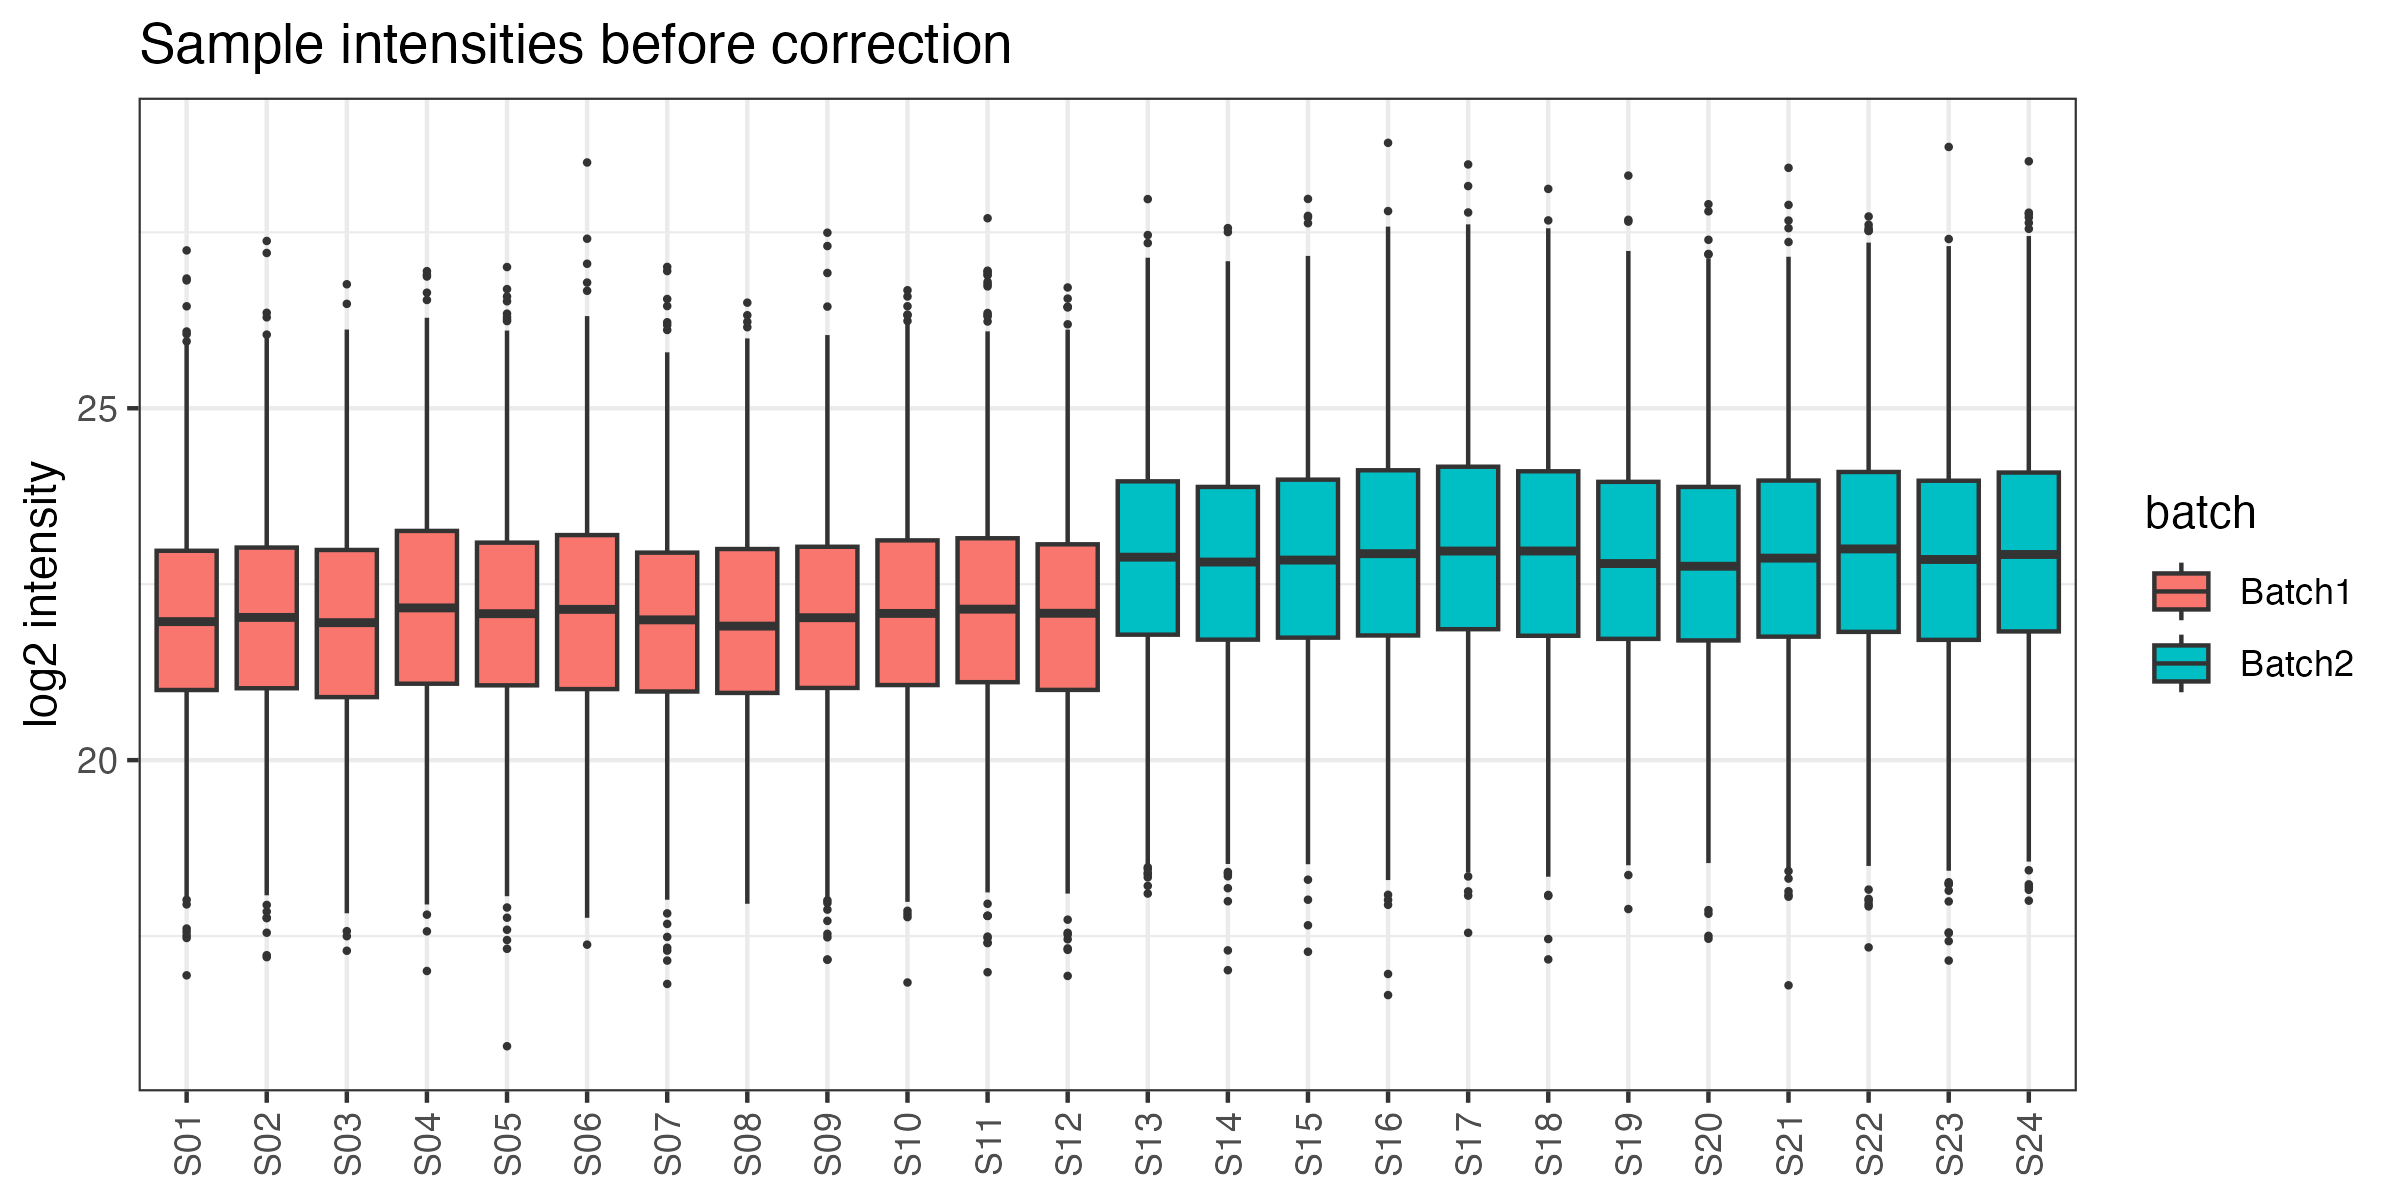 Sample intensities before correction
log2 intensity
25
20
S01 S02 S03 S04 S05 S06 S07 S08 S09 S10 S11 S12 S13 S14 S15 S16 S17 S18 S19 S20 S21 S22 S23 S24
batch
Batch1
Batch2